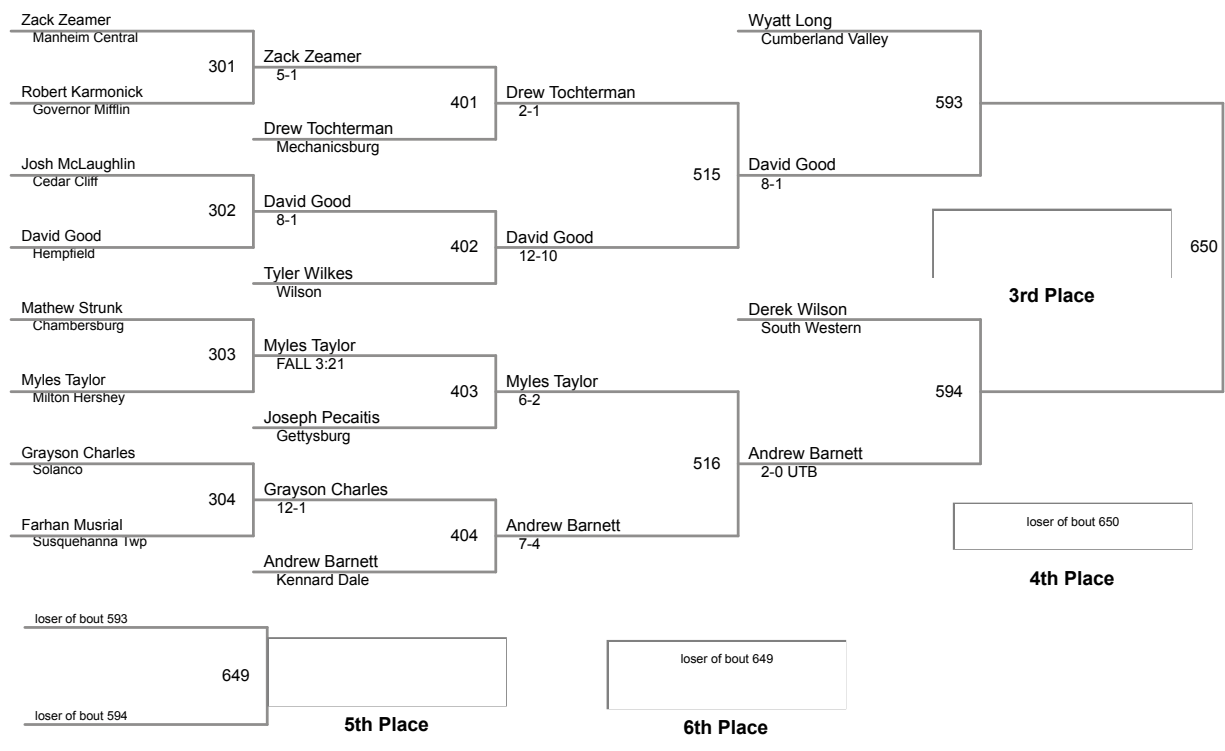 Zack Zeamer
Manheim Central
301
Robert Karmonick
Governor Mifflin
Josh McLaughlin
Cedar Cliff
302
David Good
Hempfield
Mathew Strunk
Chambersburg
303
Myles Taylor
Milton Hershey
Grayson Charles
Solanco
304
Farhan Musrial
Susquehanna Twp
Zack Zeamer
5-1
401
Drew Tochterman
Mechanicsburg
David Good
8-1
402
Tyler Wilkes
Wilson
Myles Taylor
FALL 3:21
403
Joseph Pecaitis
Gettysburg
Grayson Charles
12-1
404
Andrew Barnett
Kennard Dale
Drew Tochterman
2-1
515
David Good
12-10
Myles Taylor
6-2
516
Andrew Barnett
7-4
Wyatt Long
Cumberland Valley
593
David Good
8-1
Derek Wilson
South Western
594
Andrew Barnett
2-0 UTB
650
3rd Place
loser of bout 650
4th Place
loser of bout 593
649
loser of bout 594
5th Place
loser of bout 649
6th Place